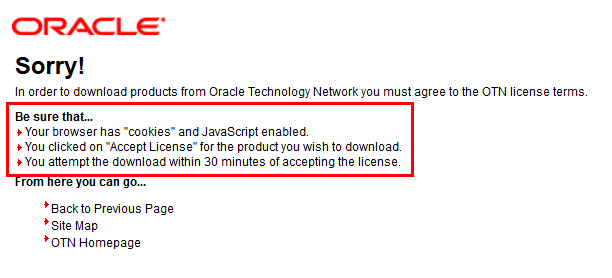 ORACLE
Sorry!
In order to download products from Oracle Technology Network you must agree to the OTN license terms.
Be sure that...
Your browser has "cookies" and JavaScript enabled.
You clicked on "Accept License" for the product you wish to download.
You attempt the download within 30 minutes of accepting the license.
From here you can go...
Back to Previous Page
Site Map
OTN Homepage